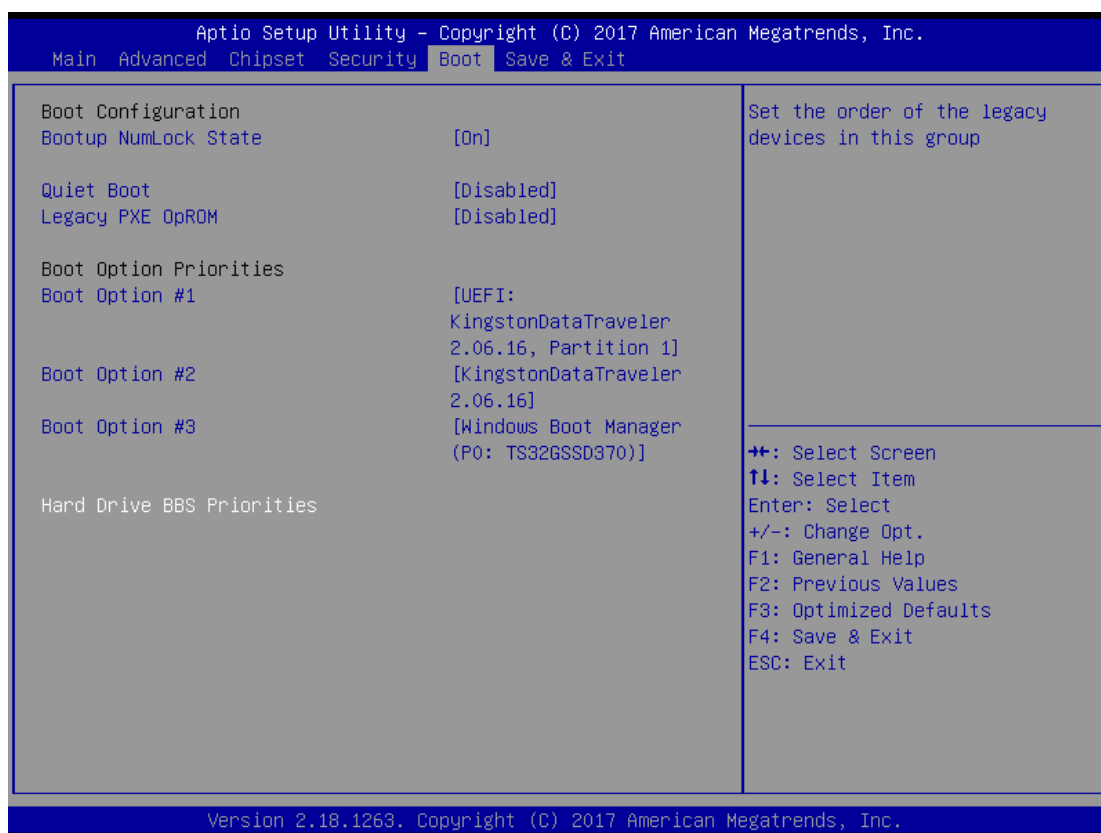 Aptio Setup Utility – Copyright (C) 2017 American Megatrends, Inc.
Main Advanced Chipset Security Boot Save & Exit
Boot Configuration
Bootup NumLock State [On]
Quiet Boot [Disabled]
Legacy PXE OpROM [Disabled]
Boot Option Priorities
Boot Option #1 [UEFI:
KingstonDataTraveler
2.06.16, Partition 1]
Boot Option #2 [KingstonDataTraveler
2.06.16]
Boot Option #3 [Windows Boot Manager
(P0: TS32GSSD370)]
Hard Drive BBS Priorities
Set the order of the legacy
devices in this group
→←: Select Screen
↑↓: Select Item
Enter: Select
+/-: Change Opt.
F1: General Help
F2: Previous Values
F3: Optimized Defaults
F4: Save & Exit
ESC: Exit
Version 2.18.1263. Copyright (C) 2017 American Megatrends, Inc.